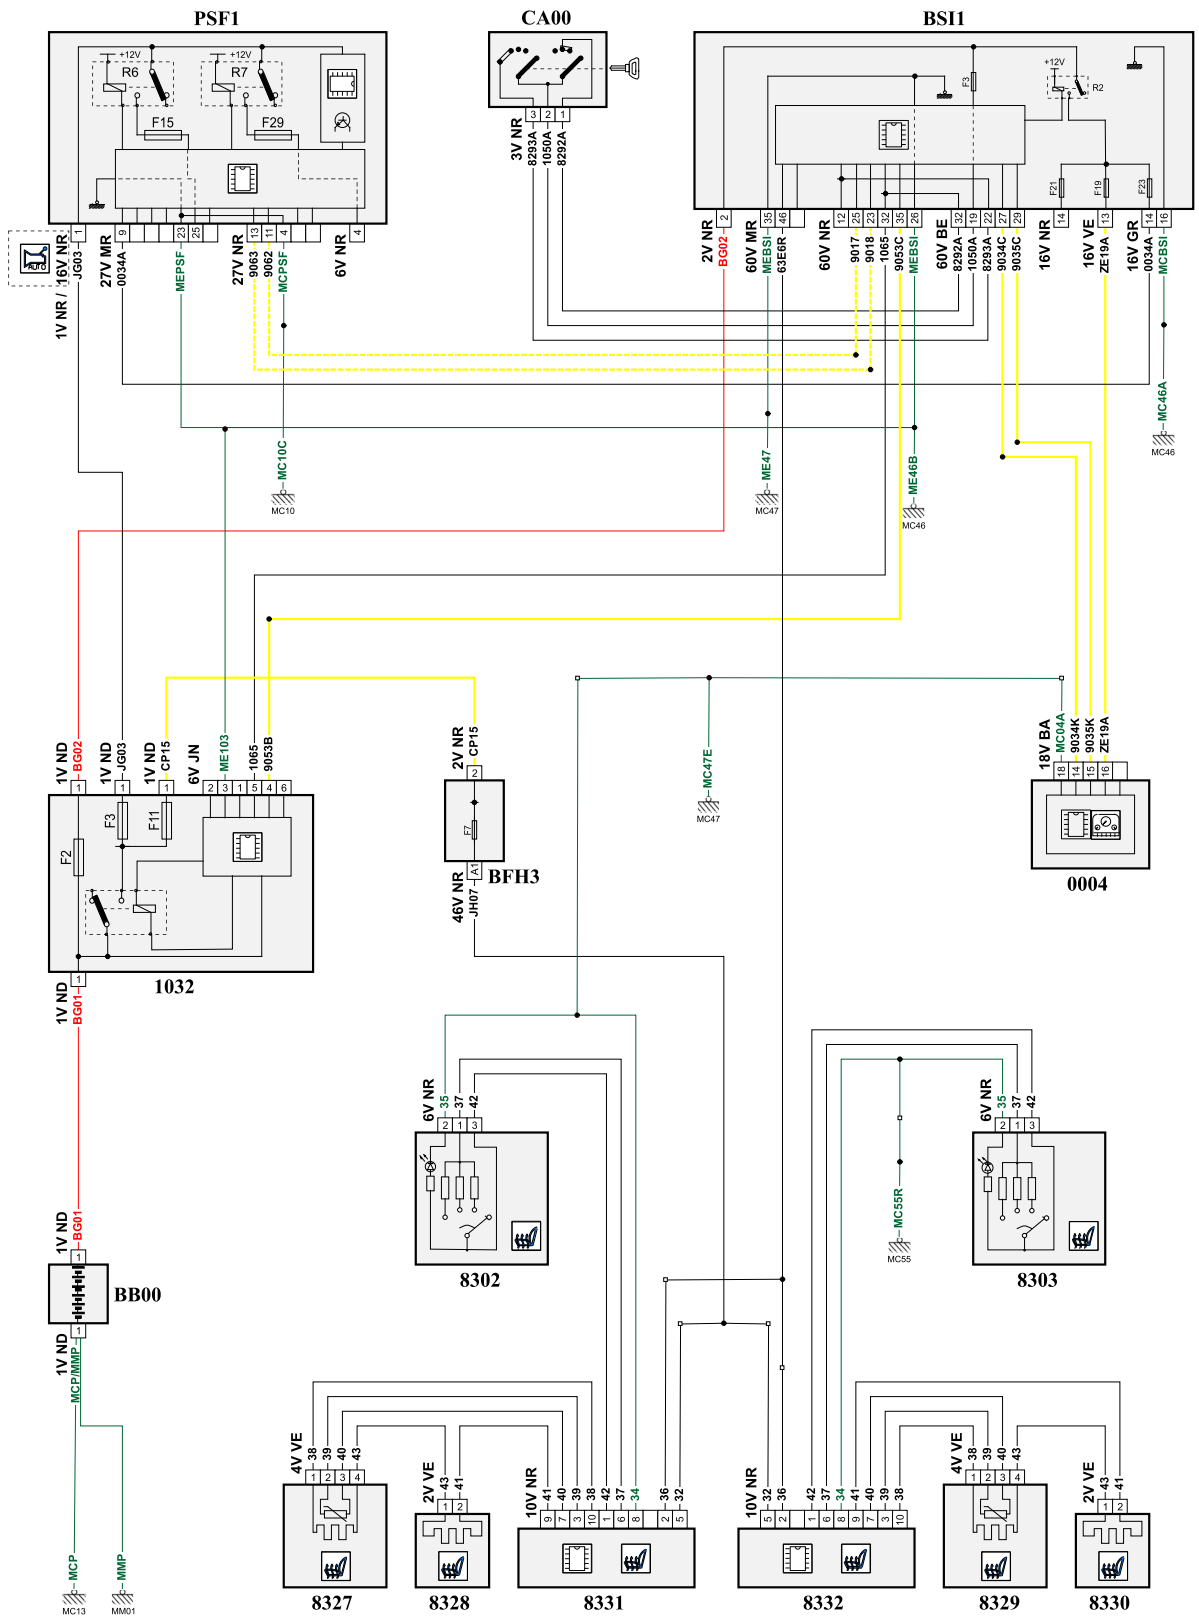 PSF1
CA00
BSI1
+12V
R6
+12V
R7
F15
F29
F3
+12V
R2
F21
F19
F23
1
9
23
25
13
11
4
4
3
2
1
2
35
46
12
25
23
32
35
26
32
19
22
27
29
14
13
14
16
AUTO
1V NR / 16V NR
JG03
27V MR
0034A
MEPSF
27V NR
9063
9062
MCPSF
6V NR
3V NR
8293A
1050A
8292A
2V NR
BG02
60V MR
MEBSI
63E6R
60V NR
9017
9018
1065
9053C
MEBSI
60V BE
8292A
1050A
8293A
9034C
9035C
16V NR
16V VE
ZE19A
16V GR
0034A
MCBSI
MC10C
MC10
ME47
MC47
ME46B
MC46
MC46A
MC46
1V ND
BG02
1V ND
JG03
1V ND
CP15
6V JN
ME103
1065
9053B
1
1
1
2
3
1
5
4
6
F2
F3
F11
1
1032
1V ND
BG01
2V NR
CP15
2
F7
A1
BFH3
46V NR
JH07
MC47E
MC47
18V BA
MC04A
9034K
9035K
ZE19A
18
14
15
16
0004
6V NR
35
37
42
2
1
3
8302
6V NR
35
37
42
2
1
3
8303
MC55R
MC55
1V ND
BG01
1
BB00
1
1V ND
MCP/MMP
MCP
MC13
MMP
MM01
4V VE
38
39
40
43
1
2
3
4
8327
2V VE
43
41
1
2
8328
10V NR
41
40
39
38
42
37
34
36
32
9
7
3
10
1
6
8
2
5
8331
10V NR
32
36
42
37
34
41
40
39
38
5
2
1
6
8
9
7
3
10
8332
4V VE
38
39
40
43
1
2
3
4
8329
2V VE
43
41
1
2
8330